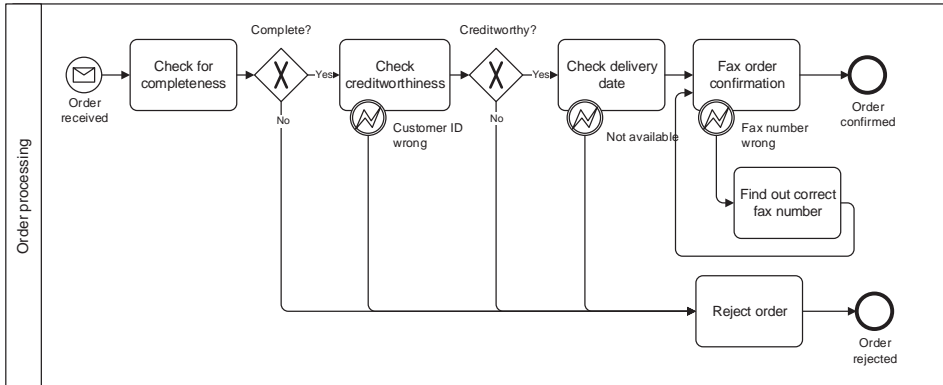 Complete?
Creditworthy?
Check for
completeness
Yes
Check
creditworthiness
Yes
Check delivery
date
Fax order
confirmation
Order
received
Order
confirmed
No
Customer ID
wrong
No
Not available
Fax number
wrong
Find out correct
fax number
Order processing
Reject order
Order
rejected